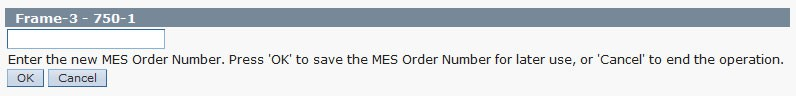 Frame-3 - 750-1
Enter the new MES Order Number. Press 'OK' to save the MES Order Number for later use, or 'Cancel' to end the operation.
OK Cancel